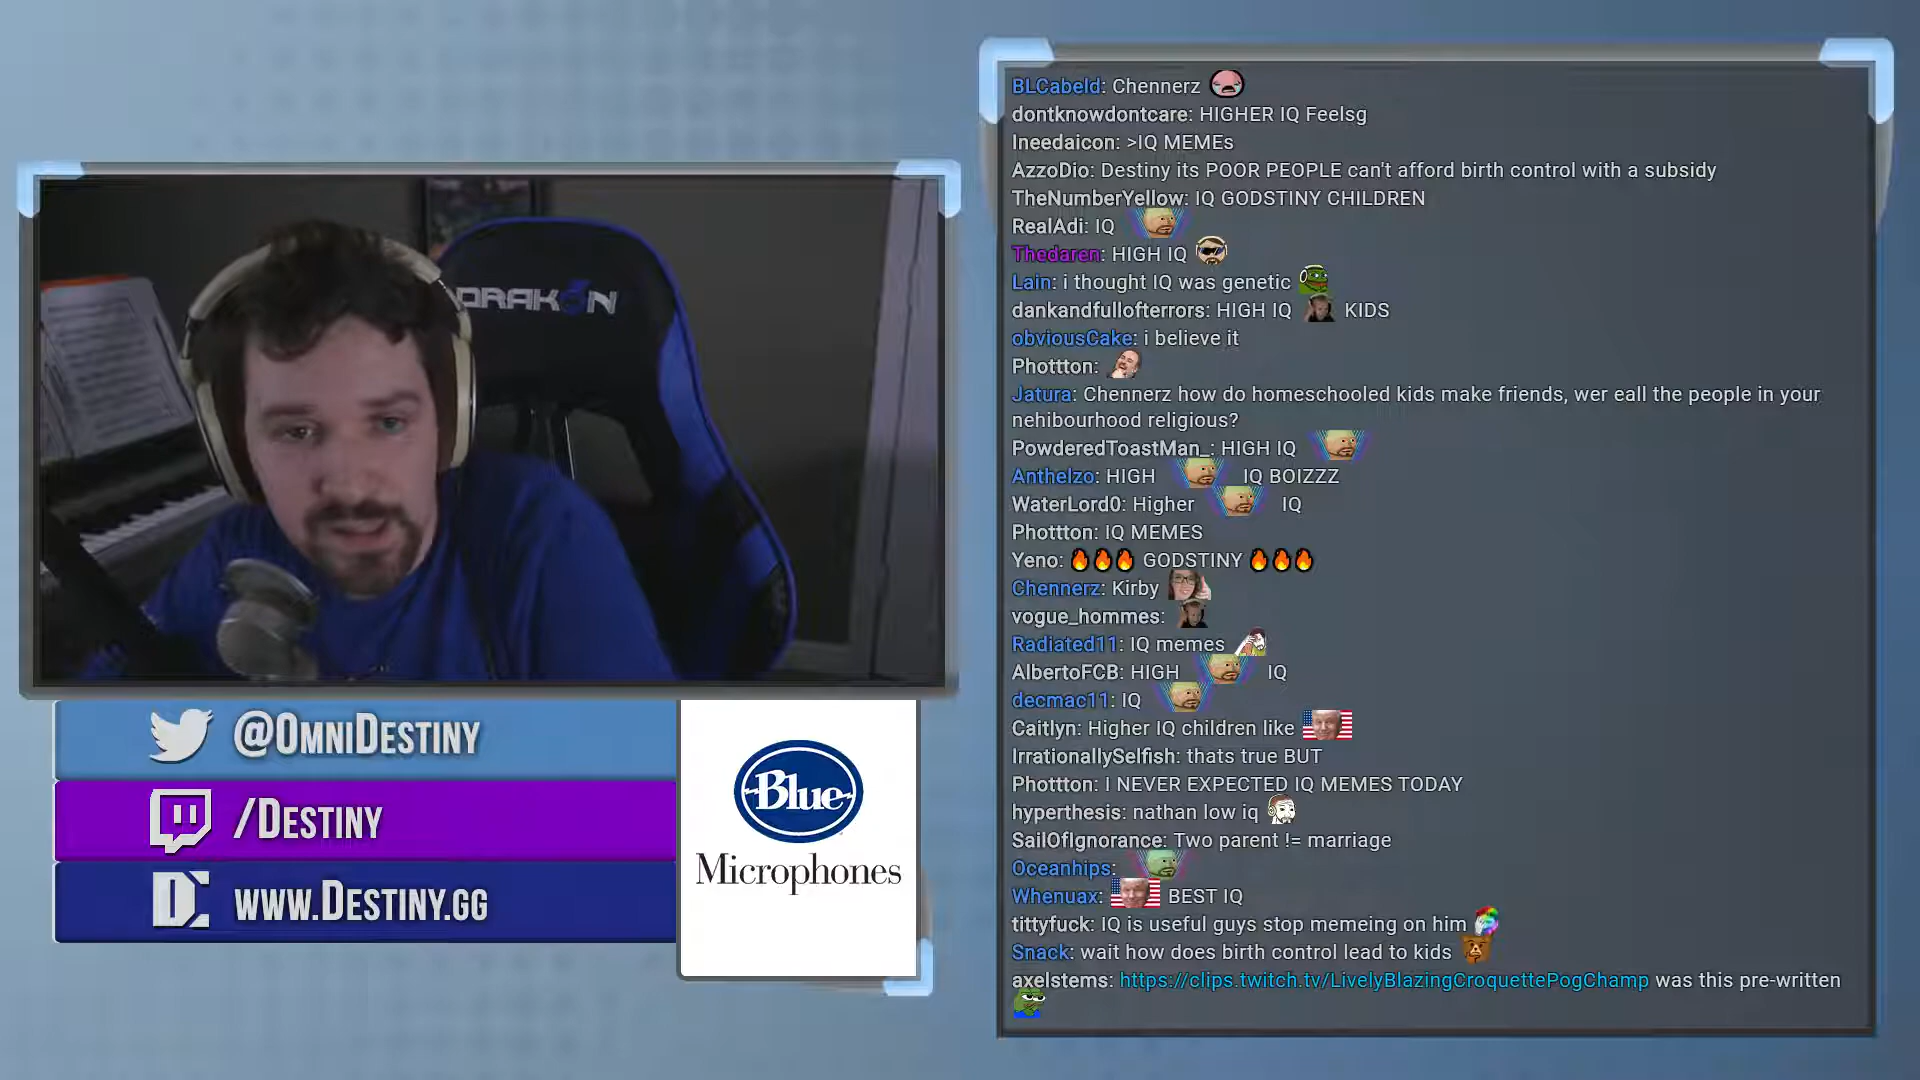 BLCabeld: Chennerz
dontknowdontcare: HIGHER IQ Feelsg
Ineedaicon: >IQ MEMEs
AzzoDio: Destiny its POOR PEOPLE can't afford birth control with a subsidy
TheNumberYellow: IQ GODSTINY CHILDREN
RealAdi: IQ
Thedaren: HIGH IQ
Lain: i thought IQ was genetic
dankandfullofterrors: HIGH IQ KIDS
obviousCake: i believe it
Phottton:
Jatura: Chennerz how do homeschooled kids make friends, wer eall the people in your
nehibourhood religious?
PowderedToastMan_: HIGH IQ
Anthelzo: HIGH IQ BOIZZZ
WaterLord0: Higher IQ
Phottton: IQ MEMES
Yeno: 🔥🔥🔥 GODSTINY 🔥🔥🔥
Chennerz: Kirby
vogue_hommes:
Radiated11: IQ memes
AlbertoFCB: HIGH IQ
decmac11: IQ
Caitlyn: Higher IQ children like
IrrationallySelfish: thats true BUT
Phottton: I NEVER EXPECTED IQ MEMES TODAY
hyperthesis: nathan low iq
SailOfIgnorance: Two parent != marriage
Oceanhips:
Whenuax: BEST IQ
tittyfuck: IQ is useful guys stop memeing on him
Snack: wait how does birth control lead to kids
axelstems: https://clips.twitch.tv/LivelyBlazingCroquettePogChamp was this pre-written
DRAKON
@OmniDestiny
/Destiny
www.Destiny.gg
Blue
Microphones